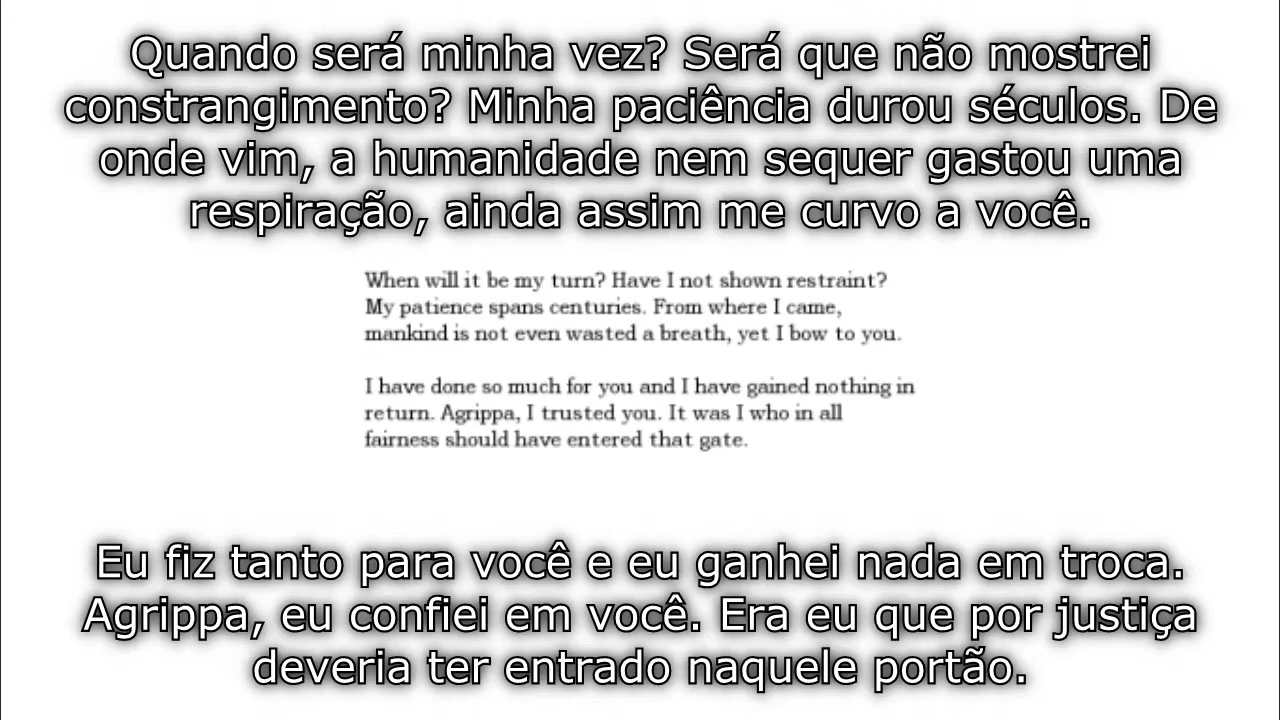 Quando será minha vez? Será que não mostrei
constrangimento? Minha paciência durou séculos. De
onde vim, a humanidade nem sequer gastou uma
respiração, ainda assim me curvo a você.
When will it be my turn? Have I not shown restraint?
My patience spans centuries. From where I came,
mankind is not even wasted a breath, yet I bow to you.
I have done so much for you and I have gained nothing in
return. Agrippa, I trusted you. It was I who in all
fairness should have entered that gate.
Eu fiz tanto para você e eu ganhei nada em troca.
Agrippa, eu confiei em você. Era eu que por justiça
deveria ter entrado naquele portão.